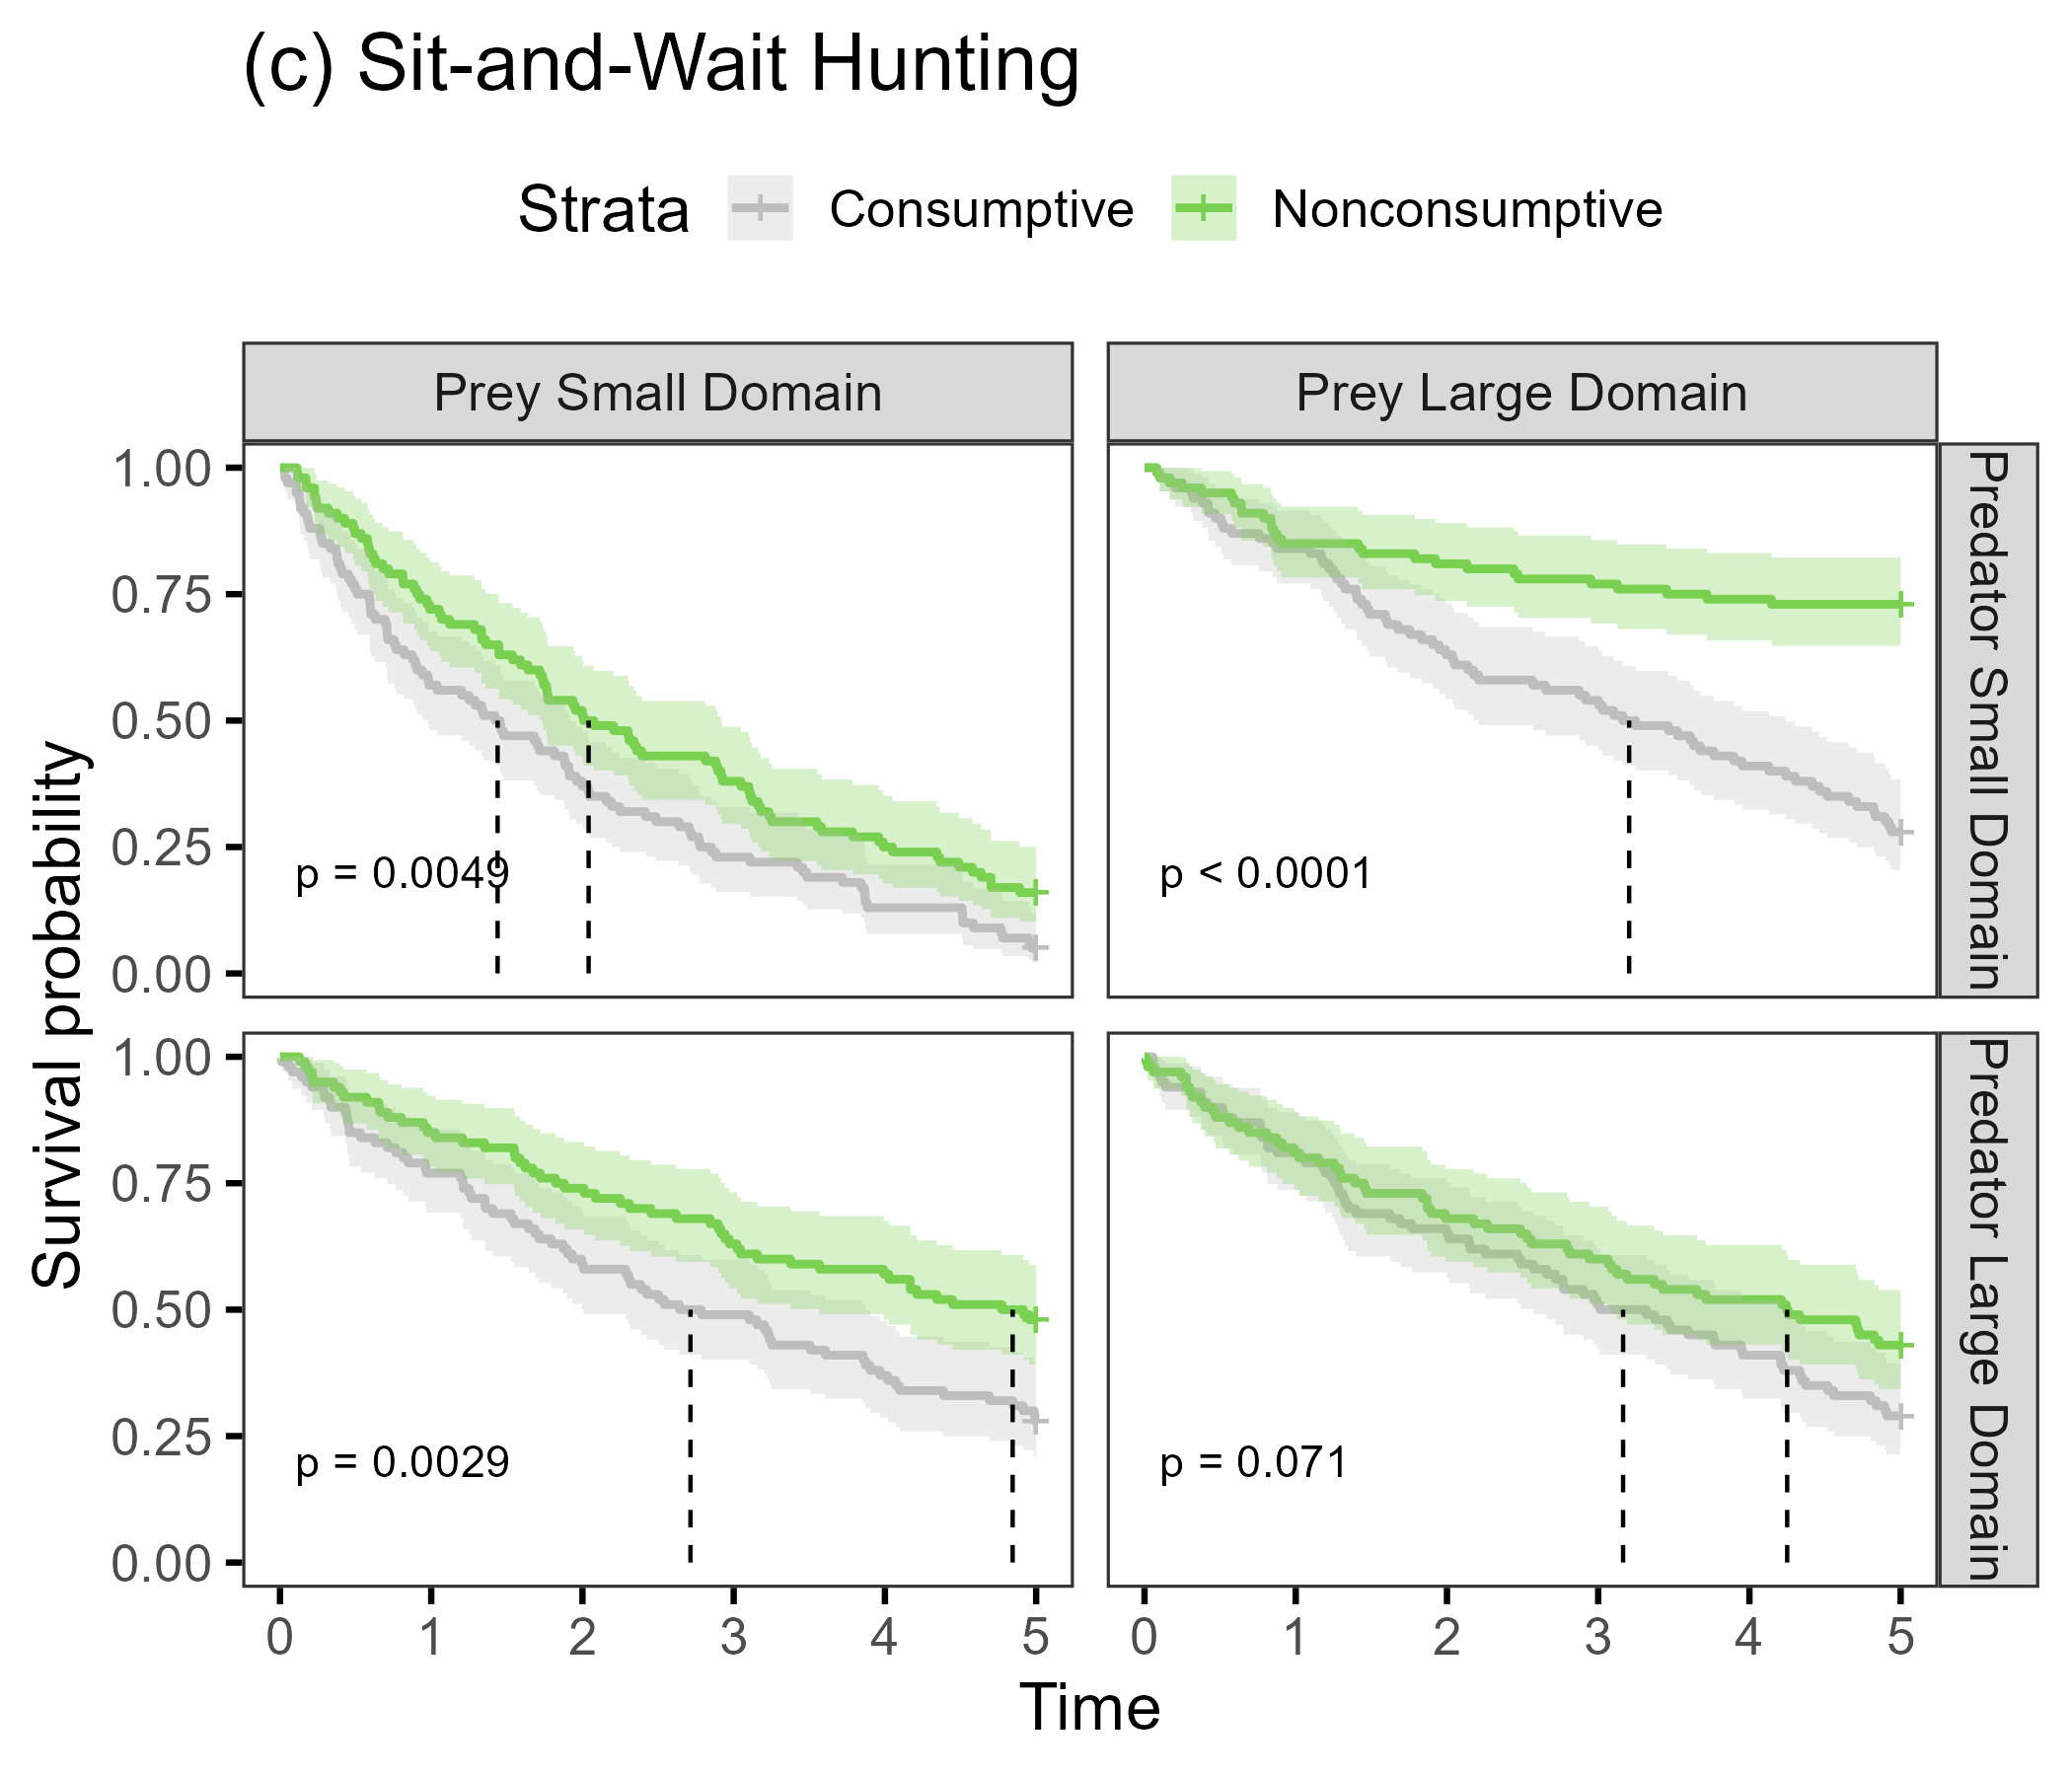 (c) Sit-and-Wait Hunting
Strata Consumptive Nonconsumptive
Prey Small Domain Prey Large Domain
Predator Small Domain
1.00
0.75
0.50
0.25
0.00
p = 0.0049
p < 0.0001
Survival probability
Predator Large Domain
1.00
0.75
0.50
0.25
0.00
p = 0.0029
p = 0.071
0 1 2 3 4 5 0 1 2 3 4 5
Time